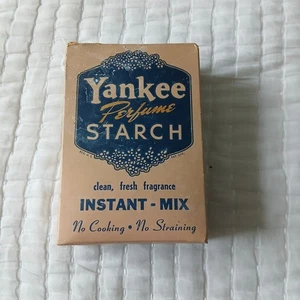 Yankee
Perfume
STARCH
clean, fresh fragrance
INSTANT - MIX
No Cooking • No Straining